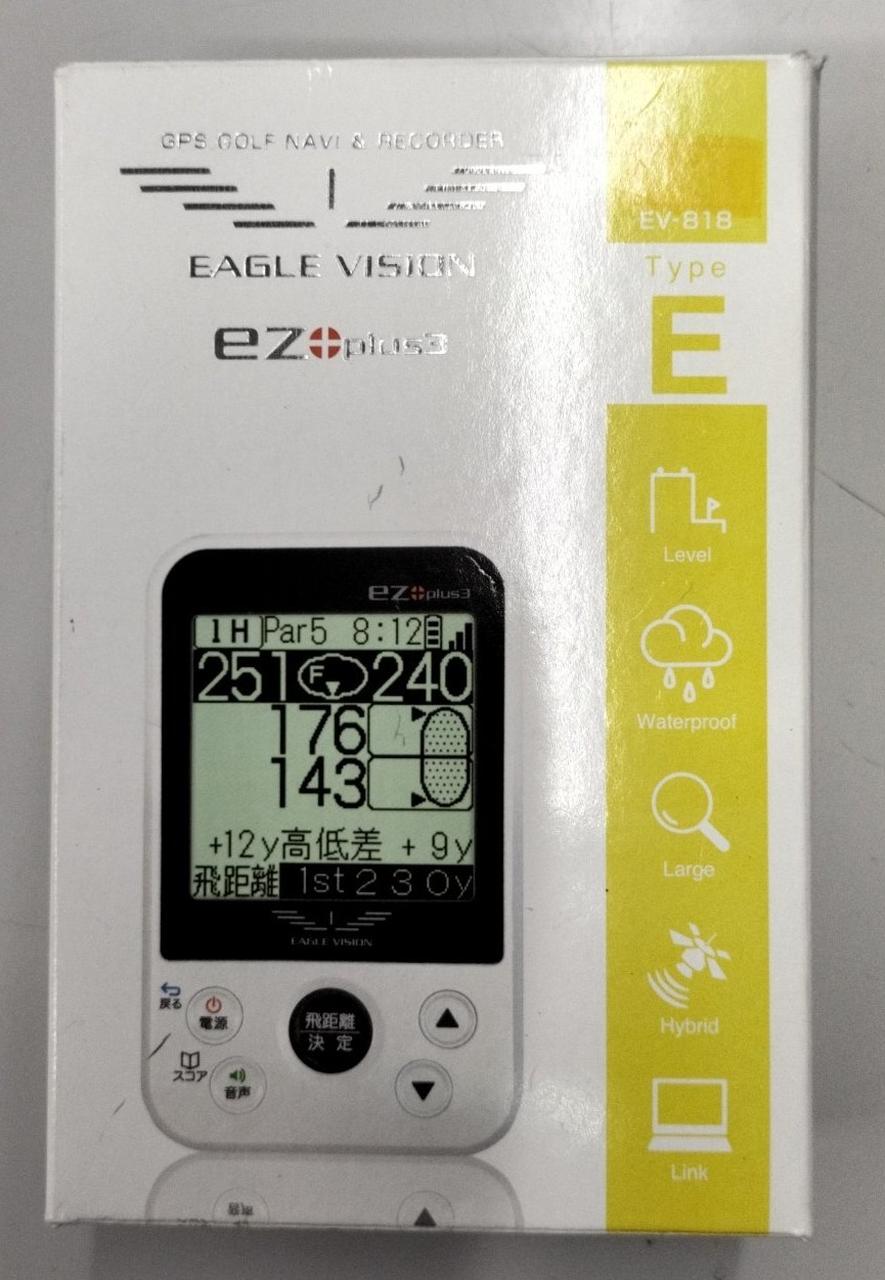 GPS GOLF NAVI & RECORDER
EAGLE VISION
ez plus3
EV-818
Type
E
Level
Waterproof
Large
Hybrid
Link
ez plus3
1H Par5 8:12
251 F 240
176
143
+12y高低差 + 9y
飛距離 1st 2 3 0y
EAGLE VISION
戻る
電源
飛距離
決定
▲
スコア
音声
▼
音声
▲